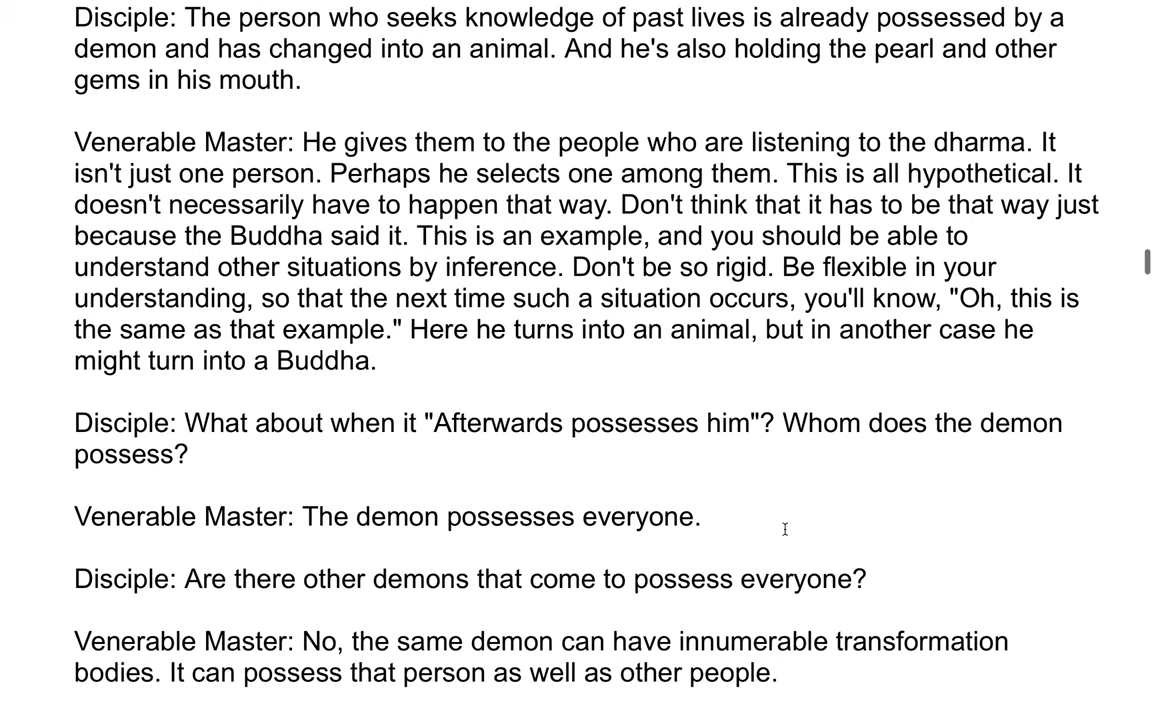 Disciple: The person who seeks knowledge of past lives is already possessed by a
demon and has changed into an animal. And he's also holding the pearl and other
gems in his mouth.
Venerable Master: He gives them to the people who are listening to the dharma. It
isn't just one person. Perhaps he selects one among them. This is all hypothetical. It
doesn't necessarily have to happen that way. Don't think that it has to be that way just
because the Buddha said it. This is an example, and you should be able to
understand other situations by inference. Don't be so rigid. Be flexible in your
understanding, so that the next time such a situation occurs, you'll know, "Oh, this is
the same as that example." Here he turns into an animal, but in another case he
might turn into a Buddha.
Disciple: What about when it "Afterwards possesses him"? Whom does the demon
possess?
Venerable Master: The demon possesses everyone.
Disciple: Are there other demons that come to possess everyone?
Venerable Master: No, the same demon can have innumerable transformation
bodies. It can possess that person as well as other people.